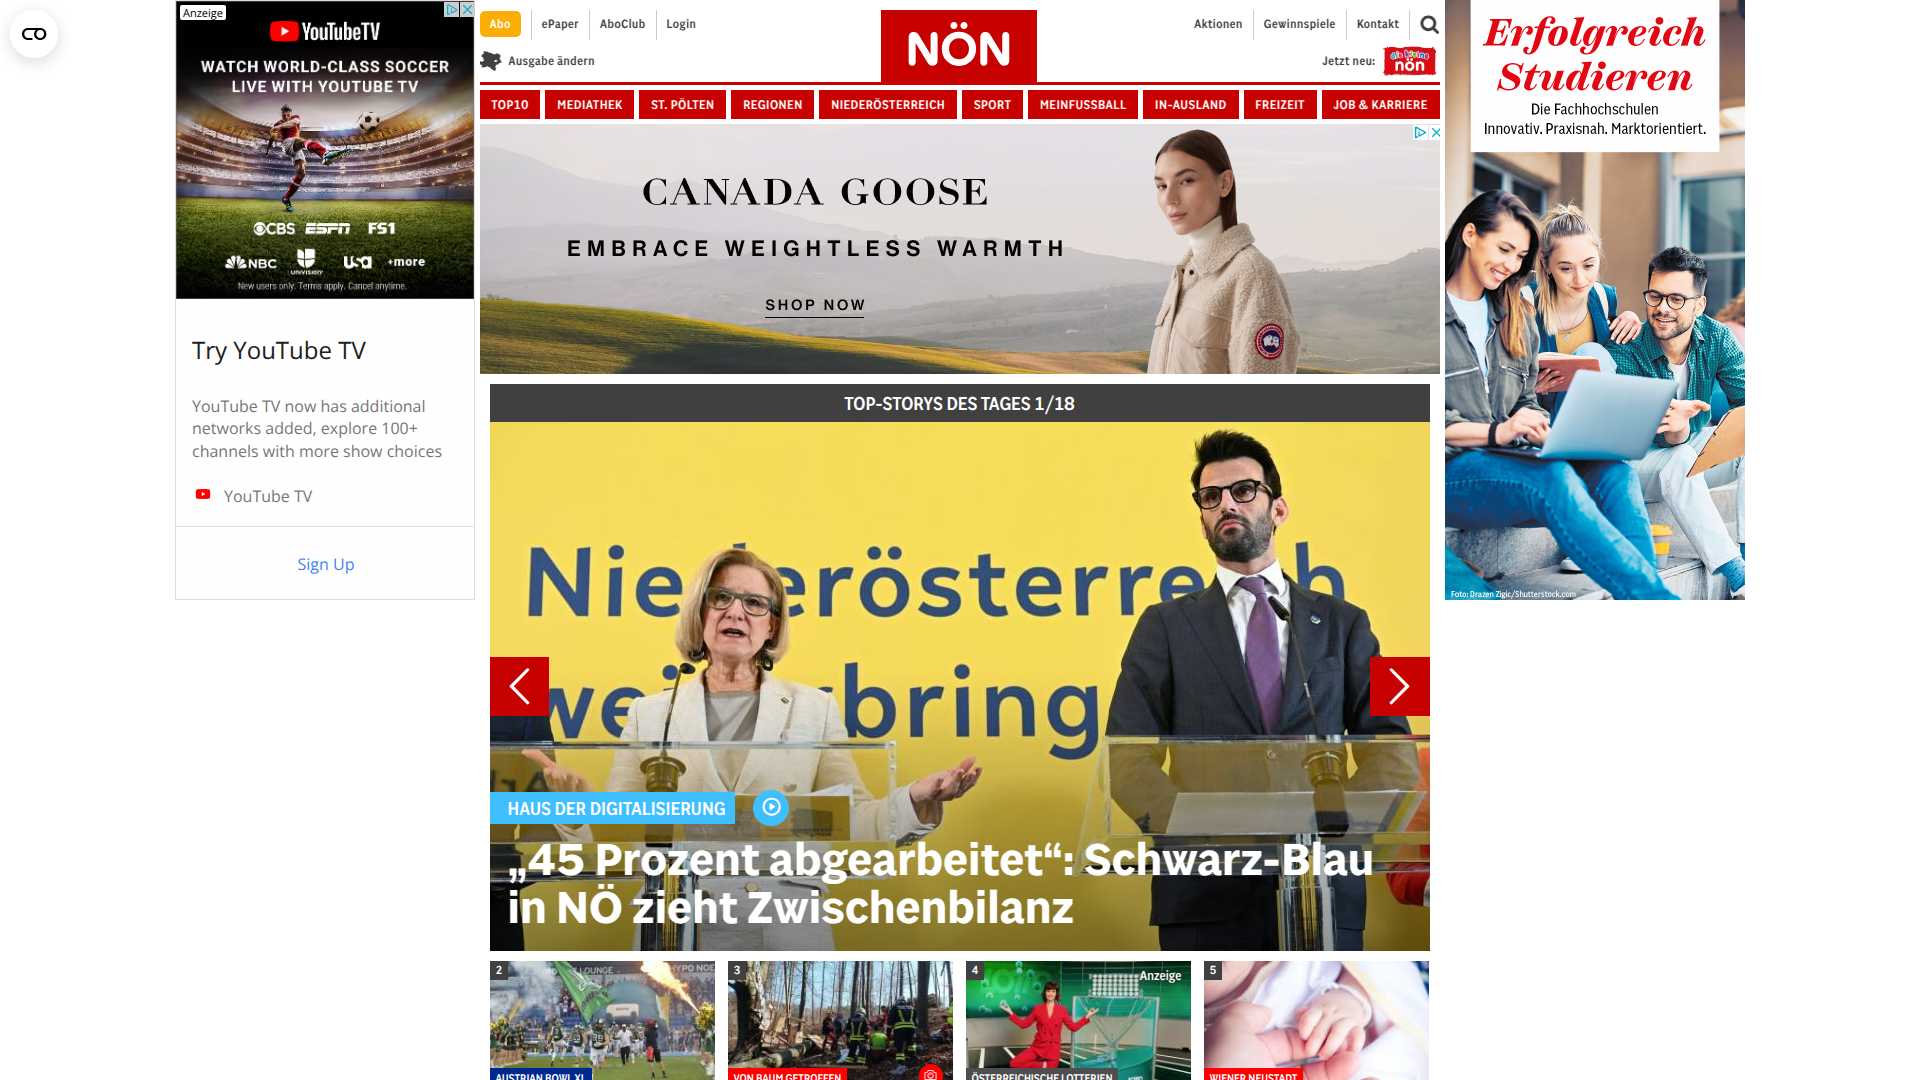 Anzeige
YouTubeTV
WATCH WORLD-CLASS SOCCER
LIVE WITH YOUTUBE TV
CBS ESPN FS1
NBC UNIVISION USA +more
New users only. Terms apply. Cancel anytime.
Try YouTube TV
YouTube TV now has additional
networks added, explore 100+
channels with more show choices
YouTube TV
Sign Up
Abo
ePaper
AboClub
Login
NÖN
Aktionen
Gewinnspiele
Kontakt
Ausgabe ändern
Jetzt neu:
die kleine
nön
TOP10
MEDIATHEK
ST. PÖLTEN
REGIONEN
NIEDERÖSTERREICH
SPORT
MEINFUSSBALL
IN-AUSLAND
FREIZEIT
JOB & KARRIERE
CANADA GOOSE
EMBRACE WEIGHTLESS WARMTH
SHOP NOW
TOP-STORYS DES TAGES 1/18
HAUS DER DIGITALISIERUNG
„45 Prozent abgearbeitet“: Schwarz-Blau
in NÖ zieht Zwischenbilanz
2
AUSTRIAN BOWL XL
3
VON BAUM GETROFFEN
4
Anzeige
ÖSTERREICHISCHE LOTTERIEN
5
WIENER NEUSTADT
Erfolgreich
Studieren
Die Fachhochschulen
Innovativ. Praxisnah. Marktorientiert.
Foto: Drazen Zigic/Shutterstock.com